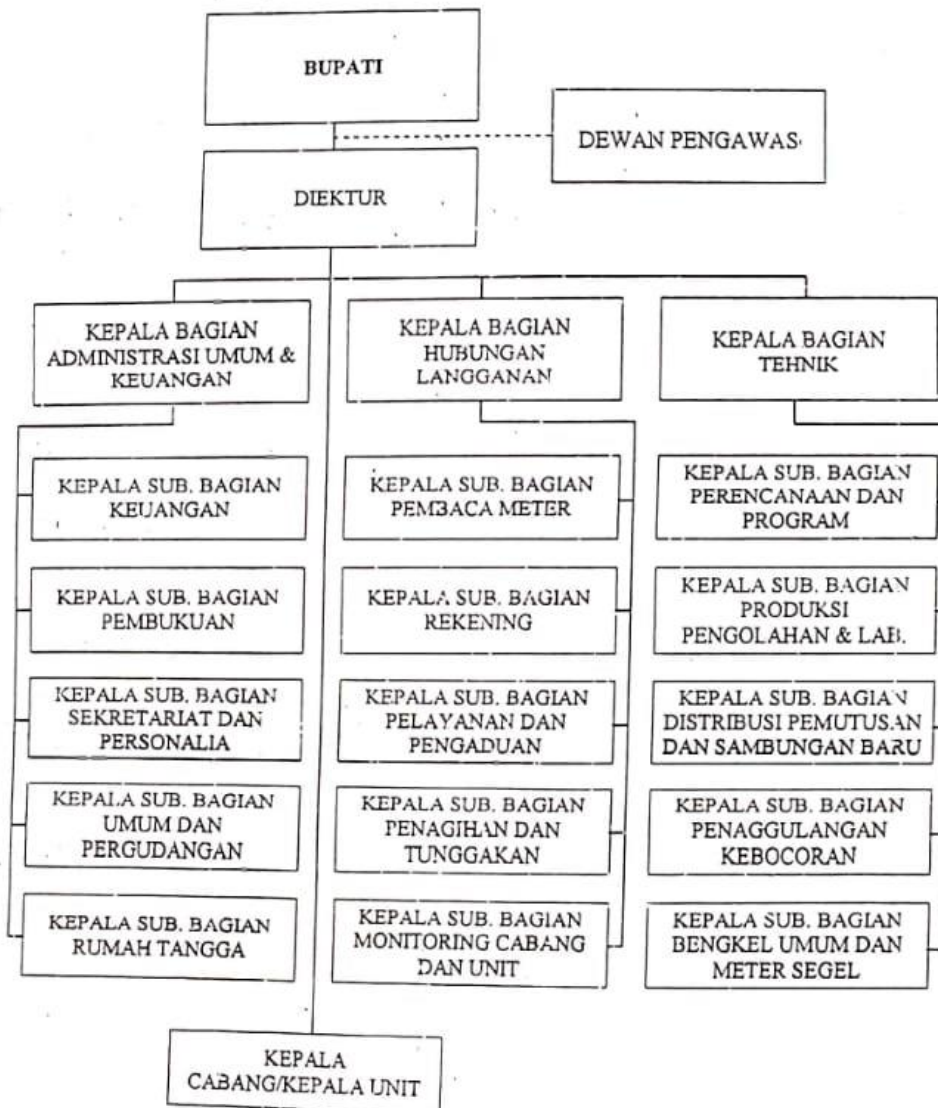 BUPATI
DEWAN PENGAWAS
DIEKTUR
KEPALA BAGIAN
ADMINISTRASI UMUM &
KEUANGAN
KEPALA BAGIAN
HUBUNGAN
LANGGANAN
KEPALA BAGIAN
TEHNIK
KEPALA SUB. BAGIAN
KEUANGAN
KEPALA SUB. BAGIAN
PEMBUKUAN
KEPALA SUB. BAGIAN
SEKRETARIAT DAN
PERSONALIA
KEPALA SUB. BAGIAN
UMUM DAN
PERGUDANGAN
KEPALA SUB. BAGIAN
RUMAH TANGGA
KEPALA SUB. BAGIAN
PEMBACA METER
KEPALA SUB. BAGIAN
REKENING
KEPALA SUB. BAGIAN
PELAYANAN DAN
PENGADUAN
KEPALA SUB. BAGIAN
PENAGIHAN DAN
TUNGGAKAN
KEPALA SUB. BAGIAN
MONITORING CABANG
DAN UNIT
KEPALA SUB. BAGIAN
PERENCANAAN DAN
PROGRAM
KEPALA SUB. BAGIAN
PRODUKSI
PENGOLAHAN & LAB.
KEPALA SUB. BAGIAN
DISTRIBUSI PEMUTUSAN
DAN SAMBUNGAN BARU
KEPALA SUB. BAGIAN
PENAGGULANGAN
KEBOCORAN
KEPALA SUB. BAGIAN
BENGKEL UMUM DAN
METER SEGEL
KEPALA
CABANG/KEPALA UNIT